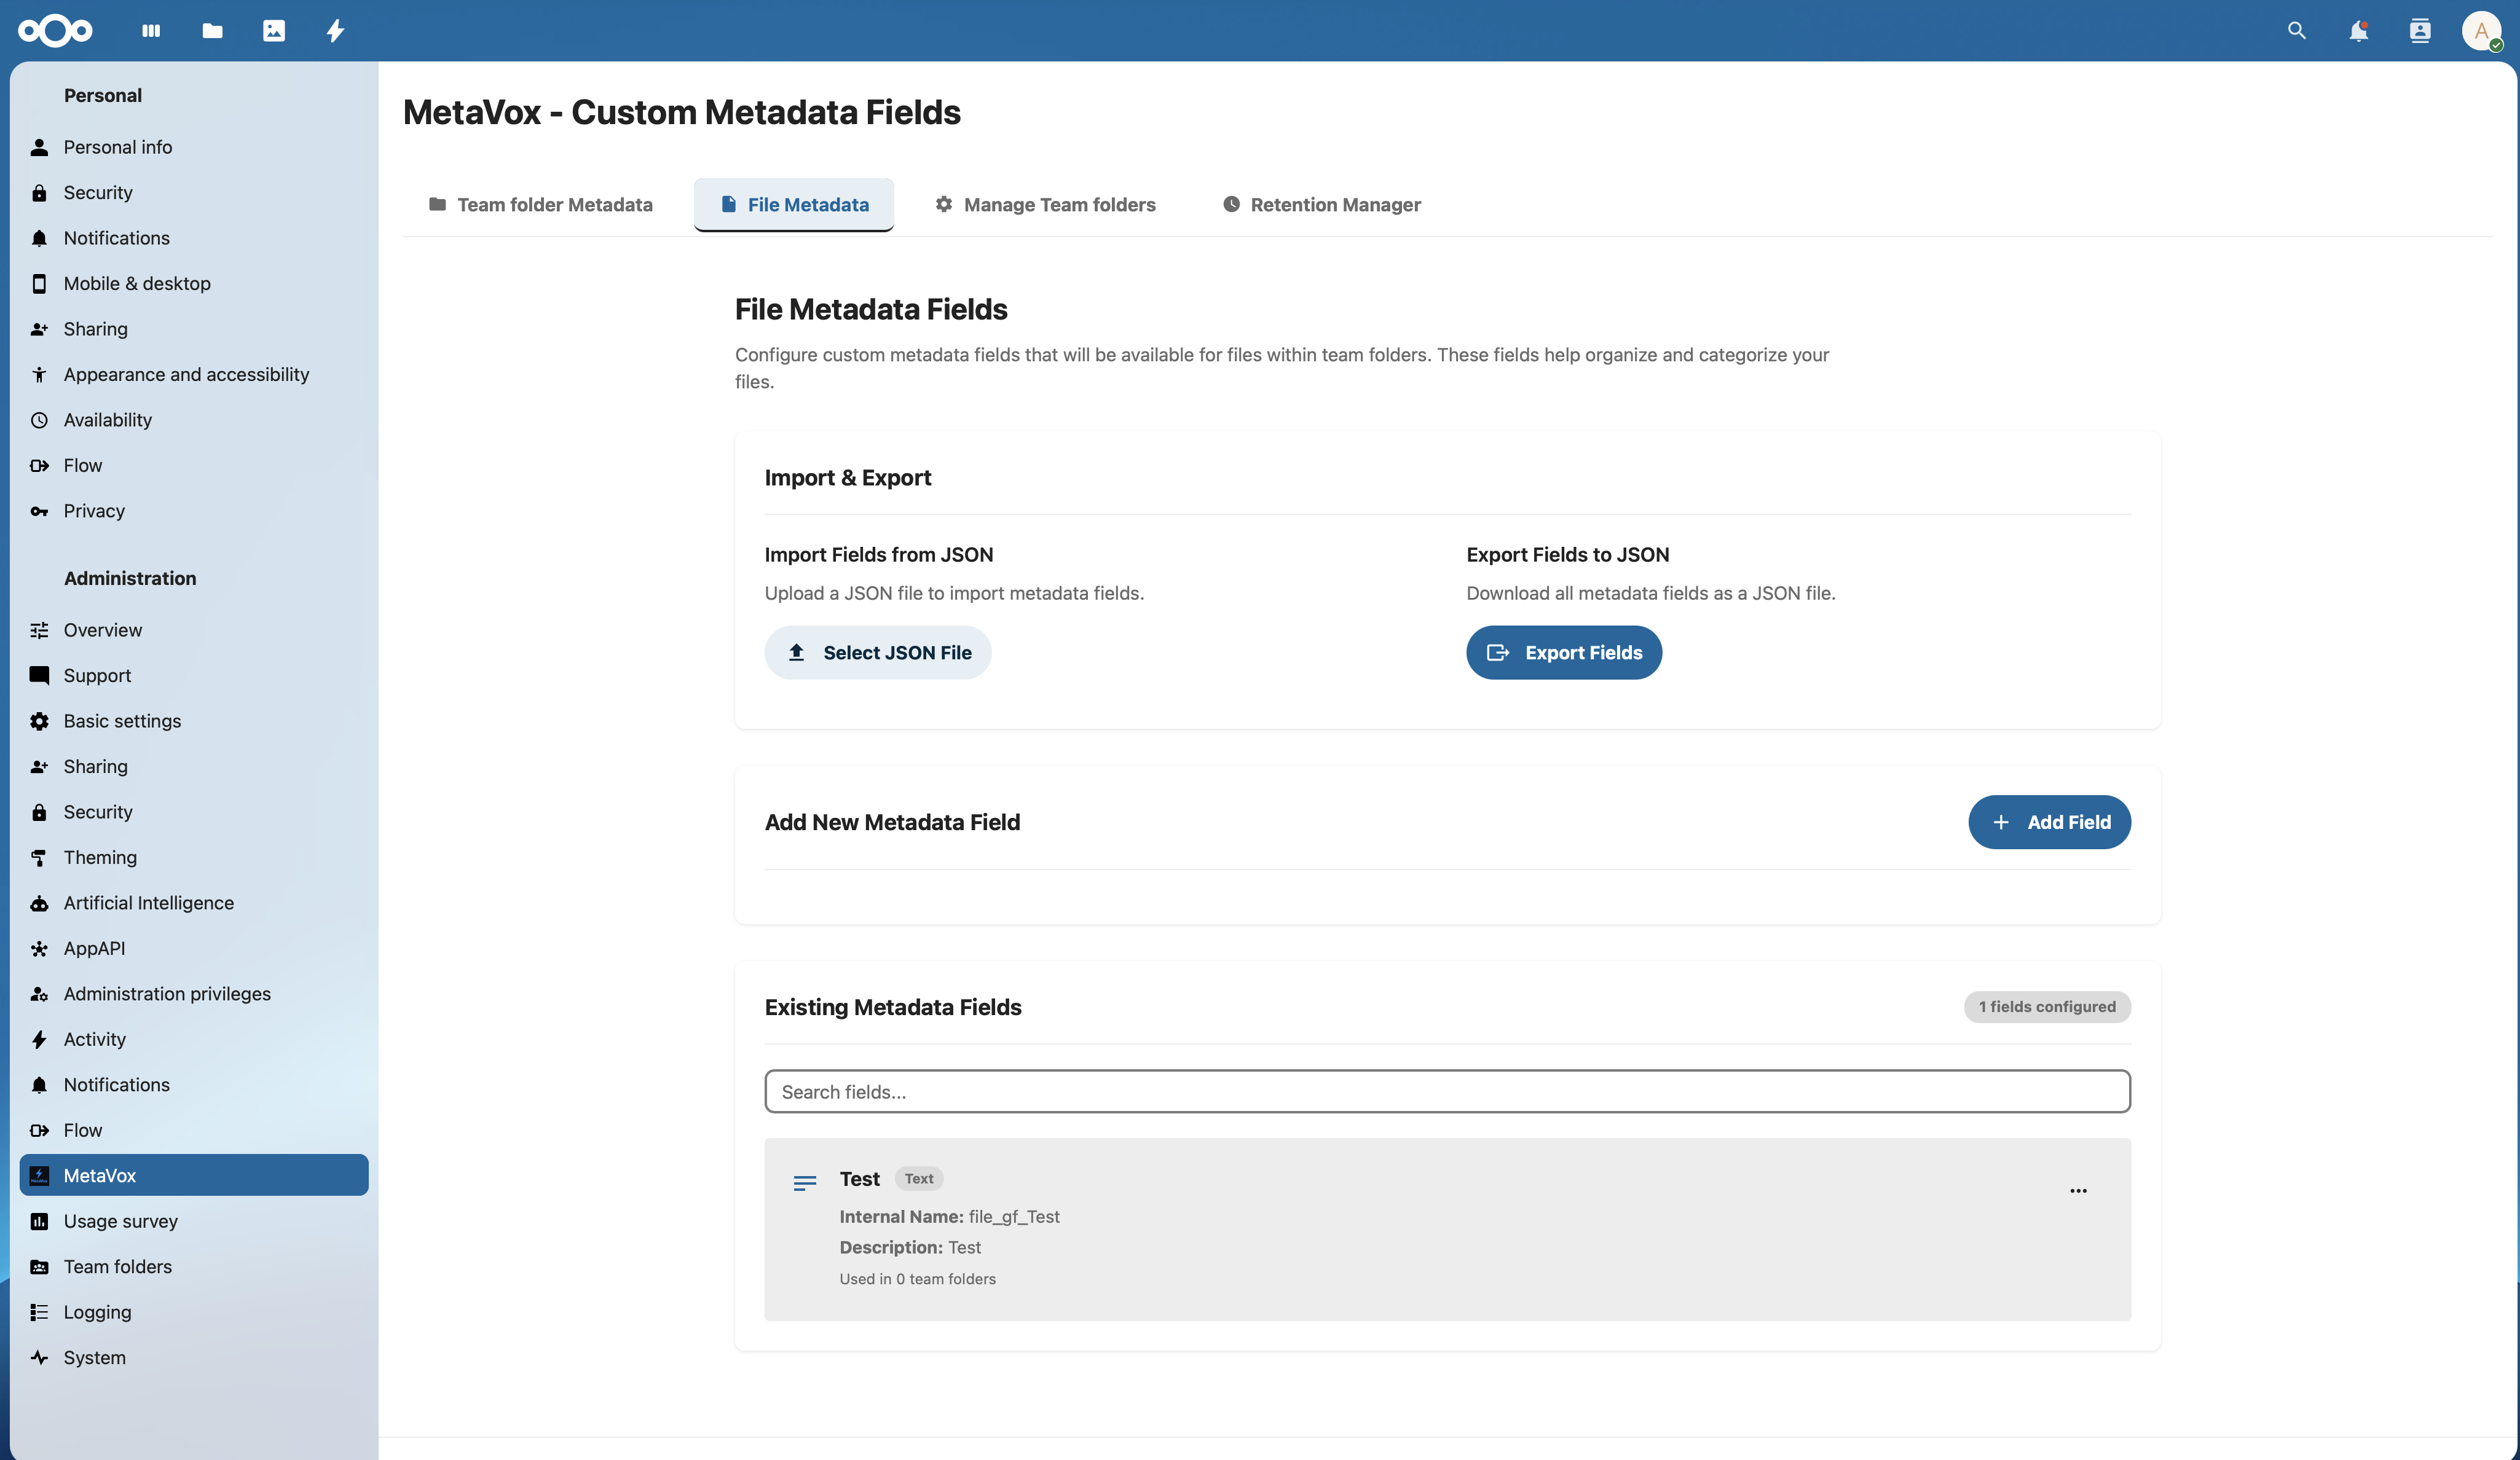 A
Personal
Personal info
Security
Notifications
Mobile & desktop
Sharing
Appearance and accessibility
Availability
Flow
Privacy
Administration
Overview
Support
Basic settings
Sharing
Security
Theming
Artificial Intelligence
AppAPI
Administration privileges
Activity
Notifications
Flow
MetaVox
Usage survey
Team folders
Logging
System
MetaVox - Custom Metadata Fields
Team folder Metadata
File Metadata
Manage Team folders
Retention Manager
File Metadata Fields
Configure custom metadata fields that will be available for files within team folders. These fields help organize and categorize your
files.
Import & Export
Import Fields from JSON
Upload a JSON file to import metadata fields.
Select JSON File
Export Fields to JSON
Download all metadata fields as a JSON file.
Export Fields
Add New Metadata Field
Add Field
Existing Metadata Fields
1 fields configured
Search fields...
Test Text
Internal Name: file_gf_Test
Description: Test
Used in 0 team folders